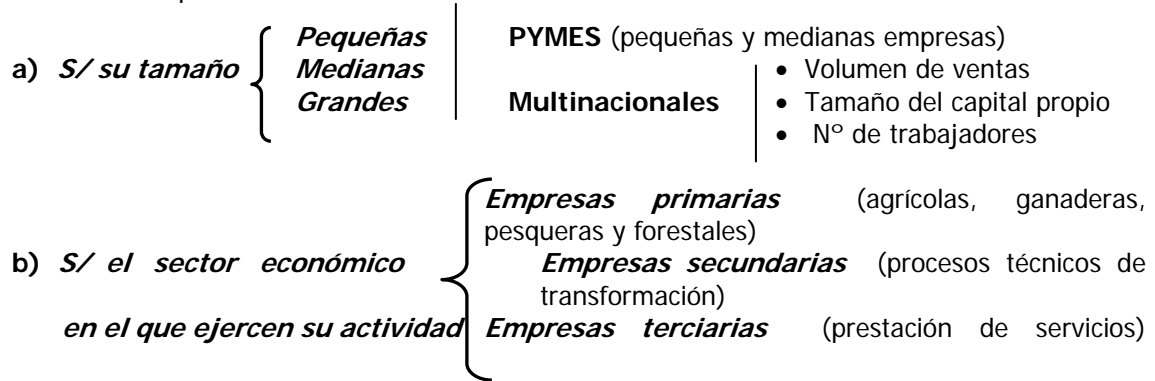 Pequeñas PYMES (pequeñas y medianas empresas)
a) S/ su tamaño Medianas • Volumen de ventas
Grandes Multinacionales • Tamaño del capital propio
• Nº de trabajadores
Empresas primarias (agrícolas, ganaderas,
pesqueras y forestales)
b) S/ el sector económico Empresas secundarias (procesos técnicos de
transformación)
en el que ejercen su actividad Empresas terciarias (prestación de servicios)